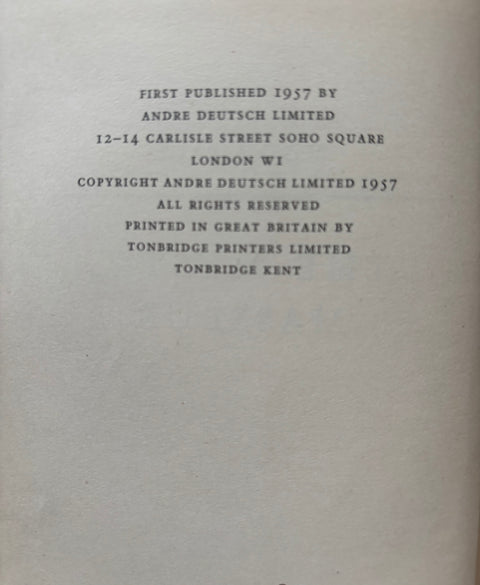 FIRST PUBLISHED 1957 BY
ANDRE DEUTSCH LIMITED
12–14 CARLISLE STREET SOHO SQUARE
LONDON W1
COPYRIGHT ANDRE DEUTSCH LIMITED 1957
ALL RIGHTS RESERVED
PRINTED IN GREAT BRITAIN BY
TONBRIDGE PRINTERS LIMITED
TONBRIDGE KENT